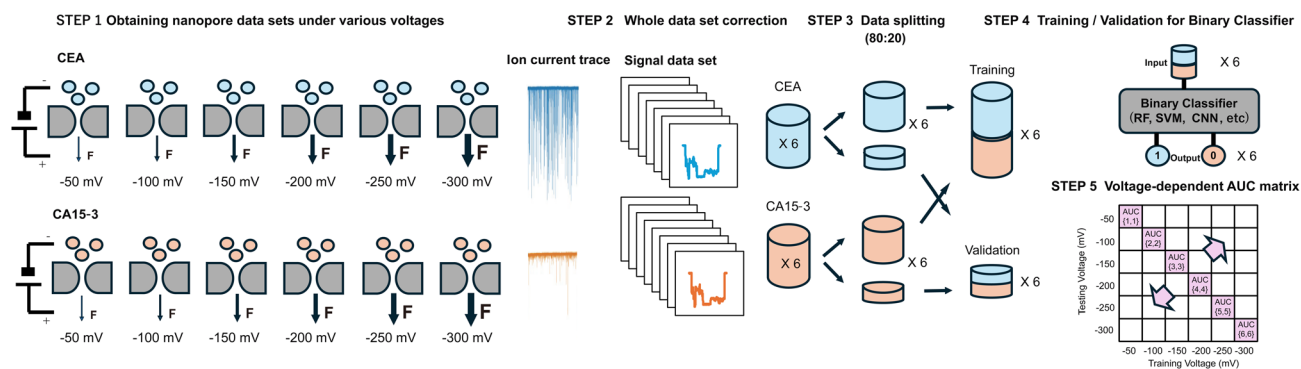 STEP 1 Obtaining nanopore data sets under various voltages
CEA
-
+
F
F
F
F
F
F
-50 mV
-100 mV
-150 mV
-200 mV
-250 mV
-300 mV
CA15-3
-
+
F
F
F
F
F
F
-50 mV
-100 mV
-150 mV
-200 mV
-250 mV
-300 mV
STEP 2 Whole data set correction
Ion current trace
Signal data set
STEP 3 Data splitting
(80:20)
CEA
X 6
X 6
CA15-3
X 6
X 6
Training
X 6
Validation
X 6
STEP 4 Training / Validation for Binary Classifier
Input
X 6
Binary Classifier
(RF, SVM, CNN, etc)
1
Output
0
X 6
STEP 5 Voltage-dependent AUC matrix
Testing Voltage (mV)
-50
-100
-150
-200
-250
-300
AUC
{1,1}
AUC
{2,2}
AUC
{3,3}
AUC
{4,4}
AUC
{5,5}
AUC
{6,6}
-50 -100 -150 -200 -250 -300
Training Voltage (mV)